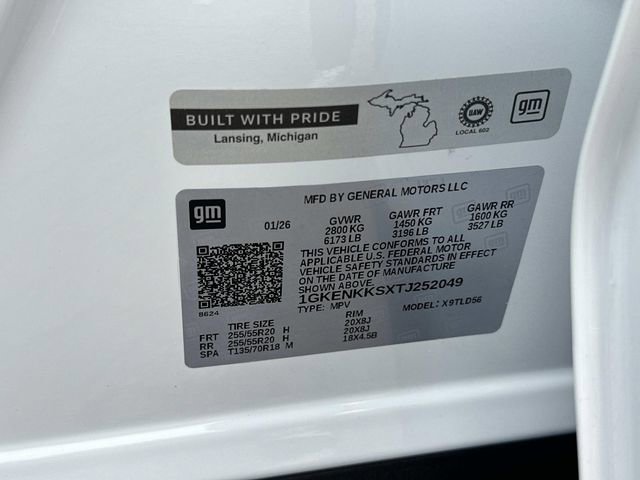 BUILT WITH PRIDE
Lansing, Michigan
UAW
LOCAL 602
gm
gm
MFD BY GENERAL MOTORS LLC
01/26 GVWR GAWR FRT GAWR RR
2800 KG 1450 KG 1600 KG
6173 LB 3196 LB 3527 LB
THIS VEHICLE CONFORMS TO ALL
APPLICABLE U.S. FEDERAL MOTOR
VEHICLE SAFETY STANDARDS IN EFFECT
ON THE DATE OF MANUFACTURE
SHOWN ABOVE.
1GKENKKSXTJ252049
TYPE: MPV MODEL: X9TLD56
8624
TIRE SIZE RIM
FRT 255/55R20 H 20X8J
RR 255/55R20 H 20X8J
SPA T135/70R18 M 18X4.5B